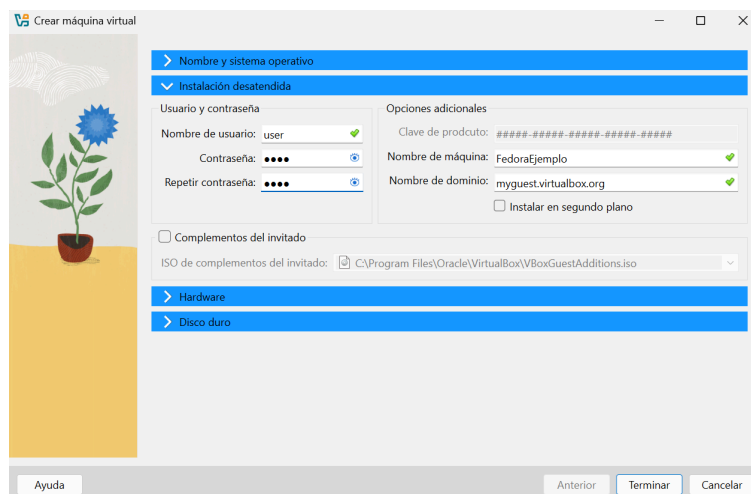 Crear máquina virtual
Nombre y sistema operativo
Instalación desatendida
Usuario y contraseña
Nombre de usuario: user
Contraseña: ●●●●
Repetir contraseña: ●●●●
Opciones adicionales
Clave de prodcuto: #####-#####-#####-#####-#####
Nombre de máquina: FedoraEjemplo
Nombre de dominio: myguest.virtualbox.org
Instalar en segundo plano
Complementos del invitado
ISO de complementos del invitado: C:\Program Files\Oracle\VirtualBox\VBoxGuestAdditions.iso
Hardware
Disco duro
Ayuda
Anterior
Terminar
Cancelar